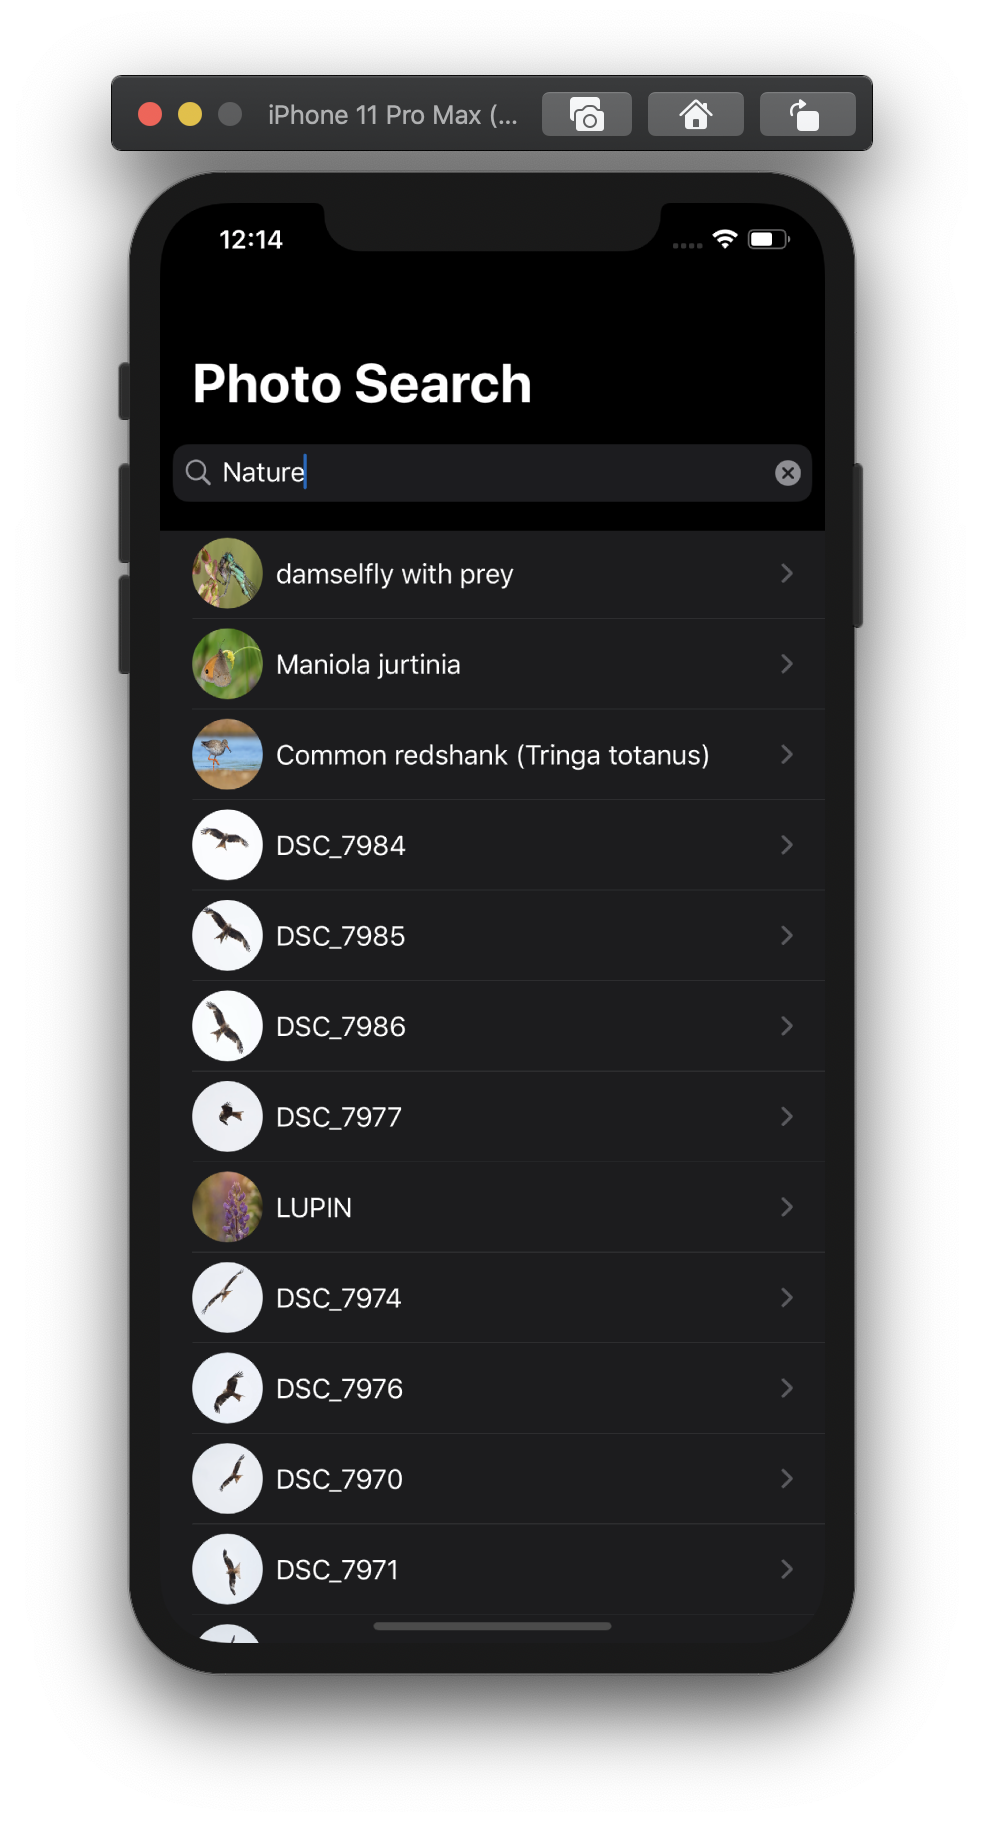 iPhone 11 Pro Max (...
12:14
Photo Search
Nature
damselfly with prey
Maniola jurtinia
Common redshank (Tringa totanus)
DSC_7984
DSC_7985
DSC_7986
DSC_7977
LUPIN
DSC_7974
DSC_7976
DSC_7970
DSC_7971